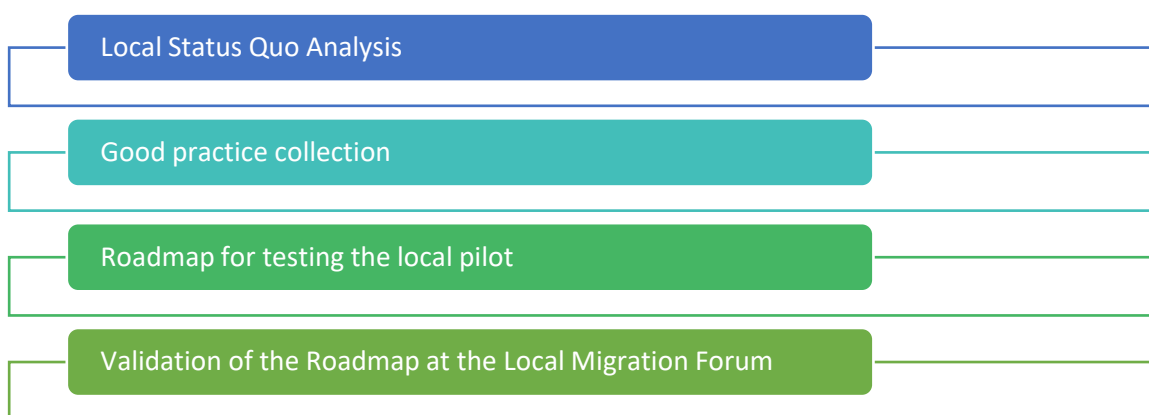 Local Status Quo Analysis
Good practice collection
Roadmap for testing the local pilot
Validation of the Roadmap at the Local Migration Forum